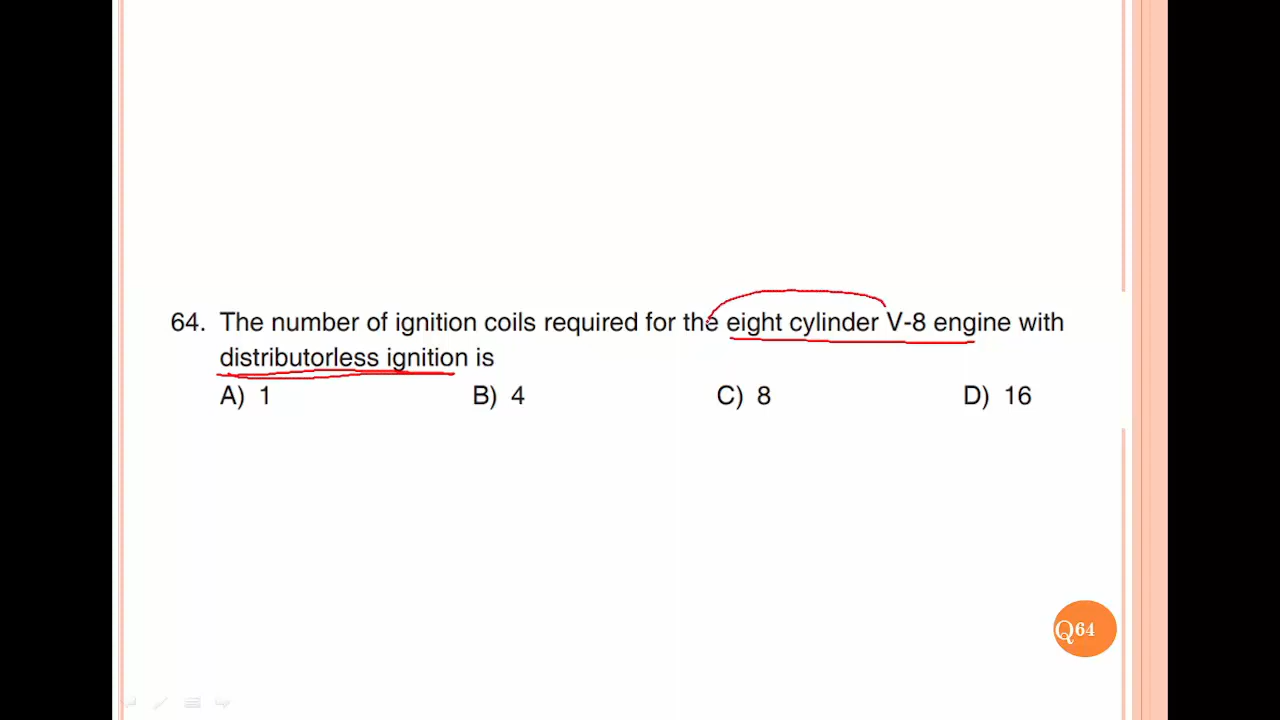 64. The number of ignition coils required for the eight cylinder V-8 engine with
distributorless ignition is
A) 1 B) 4 C) 8 D) 16
Q64